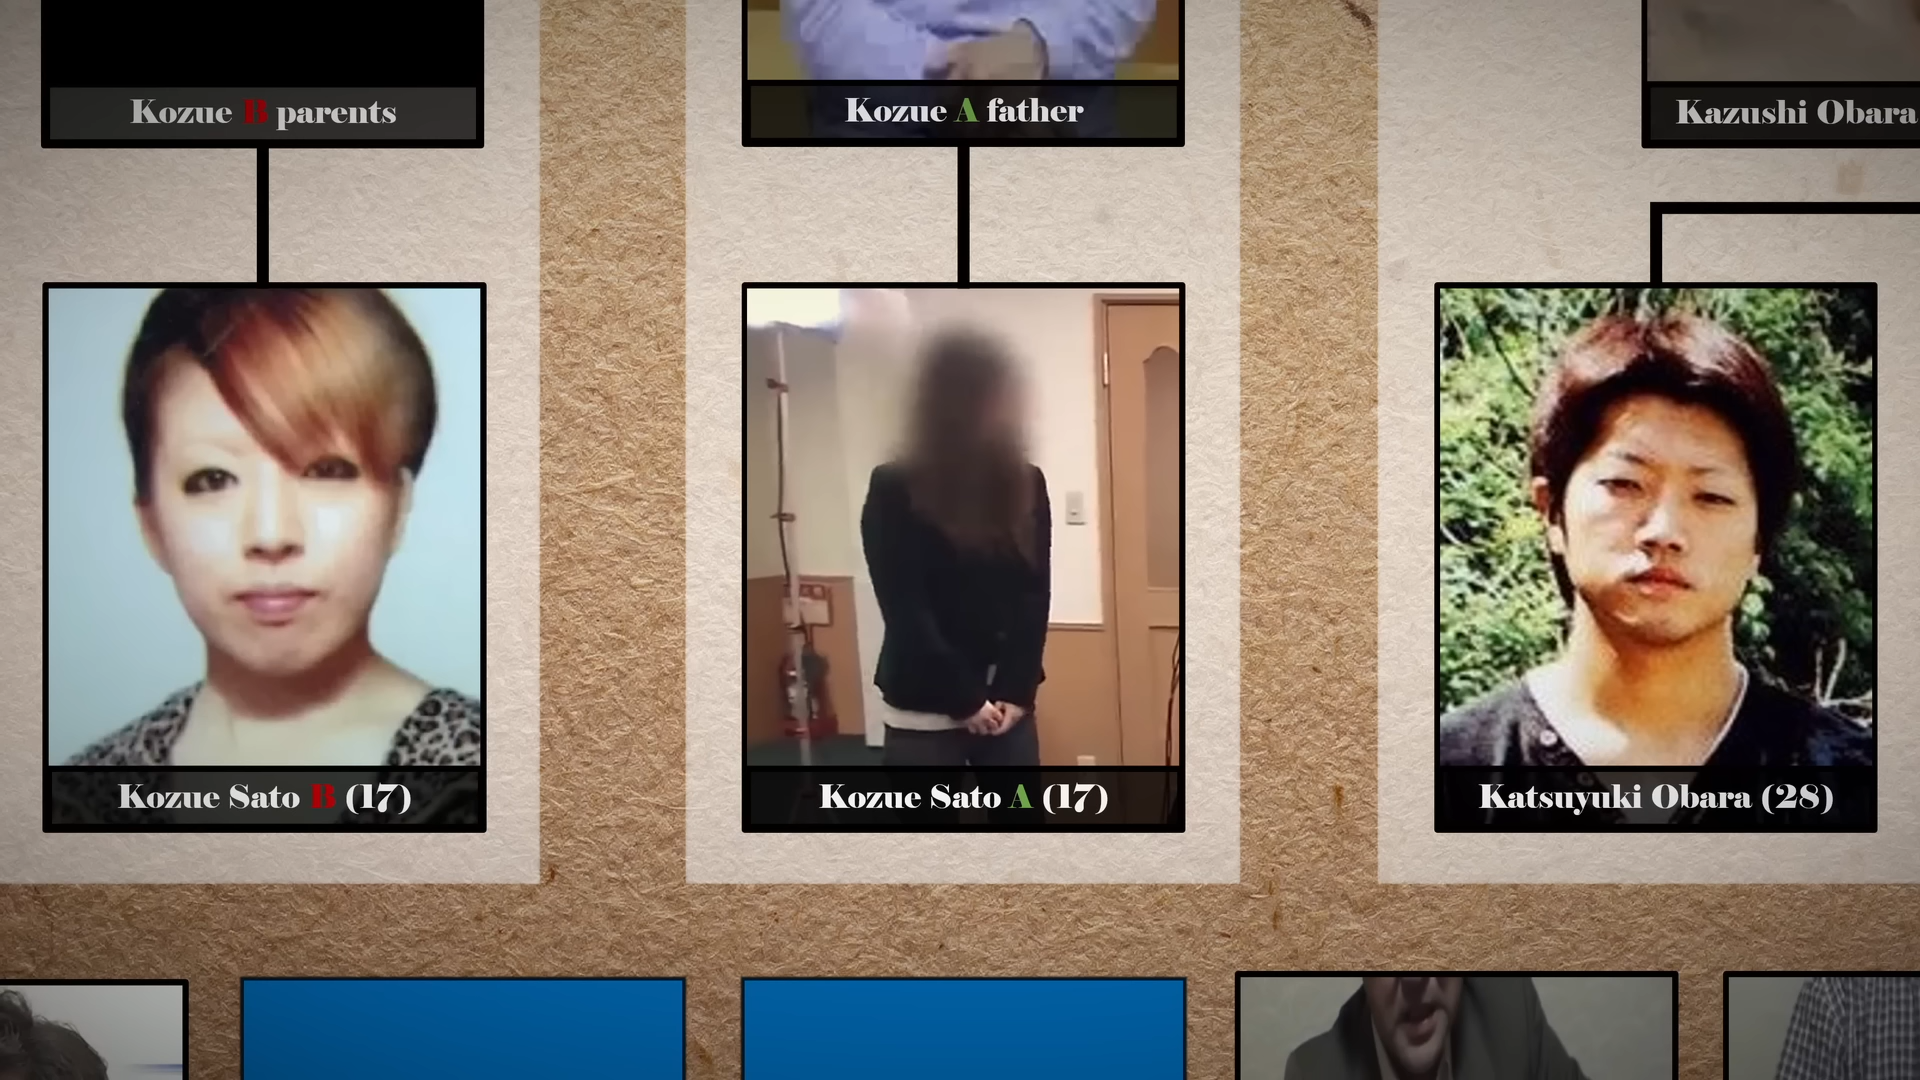 Kozue B parents
Kozue A father
Kazushi Obara
Kozue Sato B (17)
Kozue Sato A (17)
Katsuyuki Obara (28)